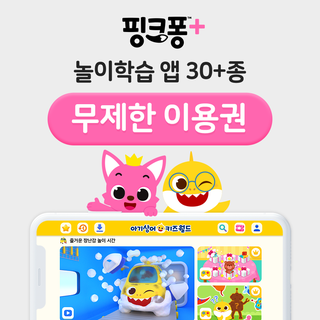 핑크퐁+
놀이학습 앱 30+종
무제한 이용권
아기상어 키즈월드
즐거운 장난감 놀이 시간